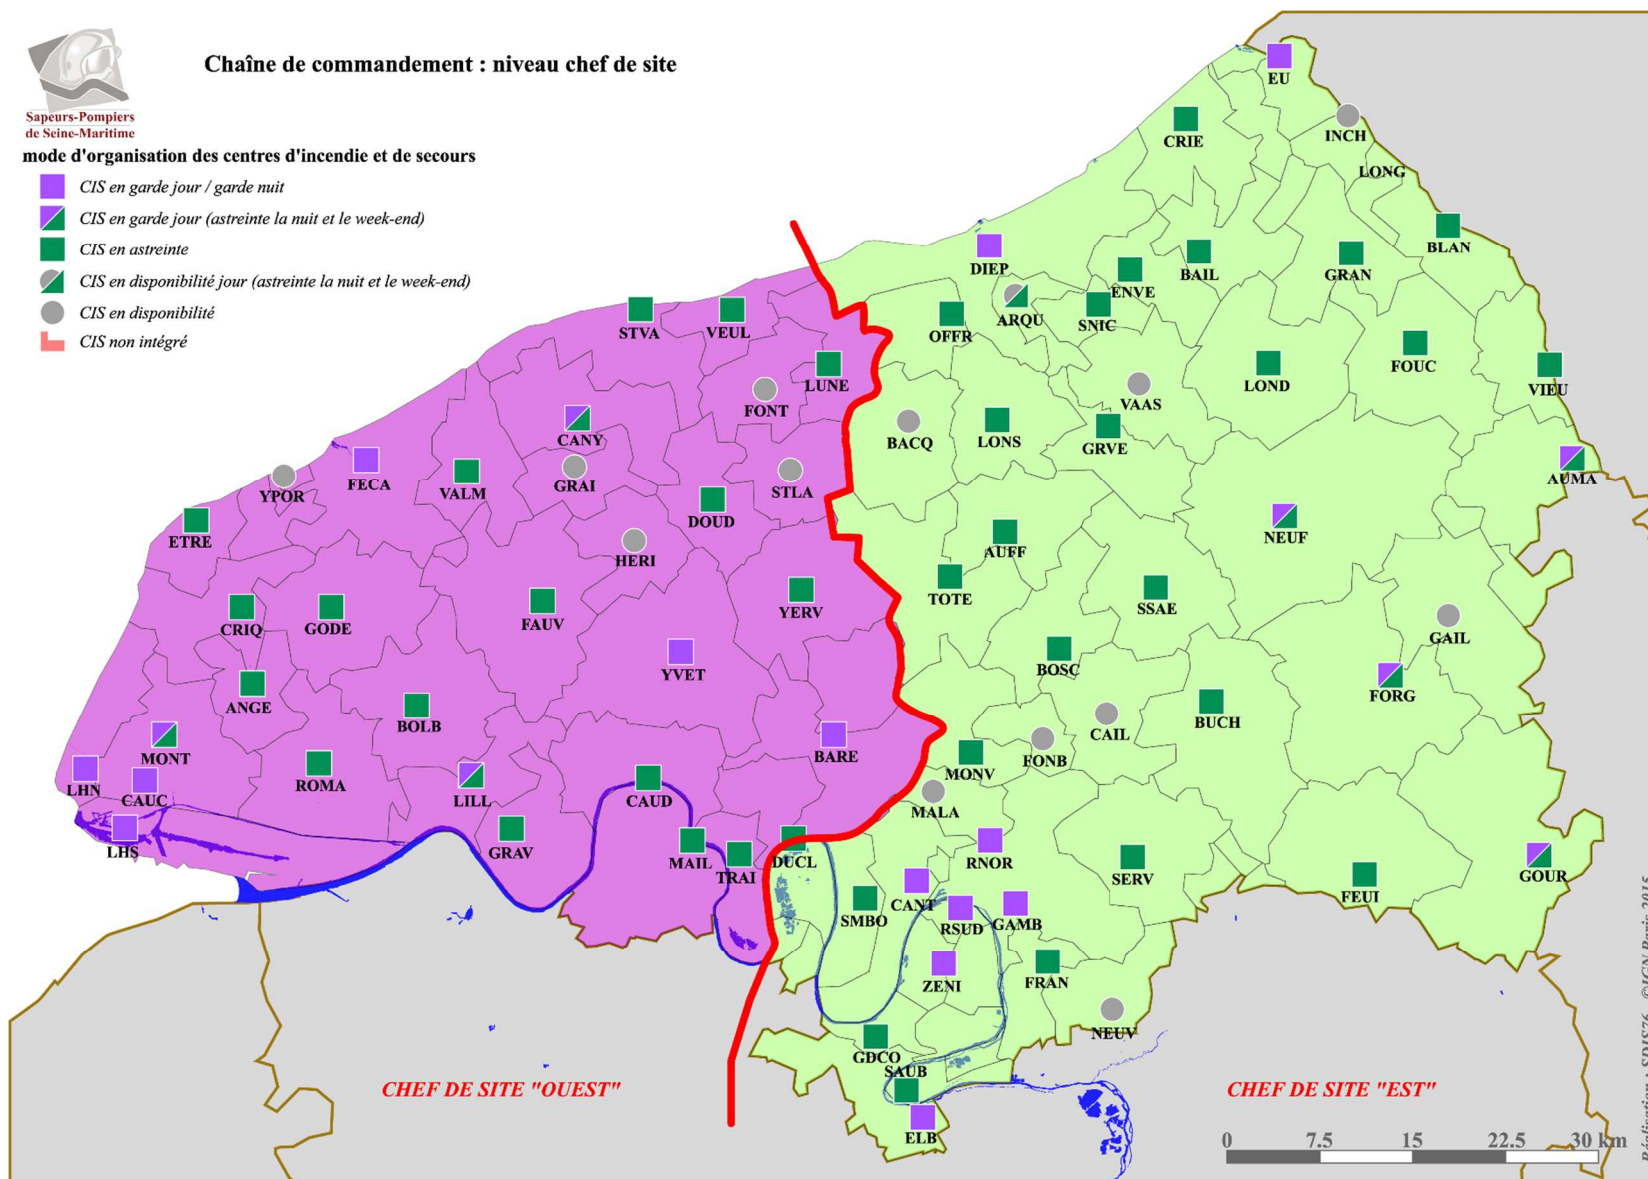 Chaîne de commandement : niveau chef de site
Sapeurs-Pompiers
de Seine-Maritime
mode d'organisation des centres d'incendie et de secours
CIS en garde jour / garde nuit
CIS en garde jour (astreinte la nuit et le week-end)
CIS en astreinte
CIS en disponibilité jour (astreinte la nuit et le week-end)
CIS en disponibilité
CIS non intégré
EU
INCH
CRIE
LONG
BLAN
DIEP
BAIL
GRAN
ENVE
ARQU
SNIC
OFFR
STVA
VEUL
FOUC
LUNE
LOND
VIEU
FONT
VAAS
CANY
BACQ
LONS
GRVE
FECA
YPOR
VALM
GRAI
STLA
AUMA
DOUD
NEUF
ETRE
HERI
AUFF
TOTE
SSAE
CRIQ
GODE
FAUV
YERV
GAIL
YVET
BOSC
FORG
ANGE
BOLB
BUCH
CAIL
MONT
BARE
FONB
MONV
LHN
CAUC
ROMA
LILL
CAUD
MALA
LHS
GRAV
MAIL
TRAI
DUCL
RNOR
SERV
GOUR
FEUI
SMBO
CANT
RSUD
GAMB
ZENI
FRAN
NEUV
GDCO
SAUB
ELB
CHEF DE SITE "OUEST"
CHEF DE SITE "EST"
0 7.5 15 22.5 30 km
Réalisation : SDIS76 - ©IGN Paris 2015